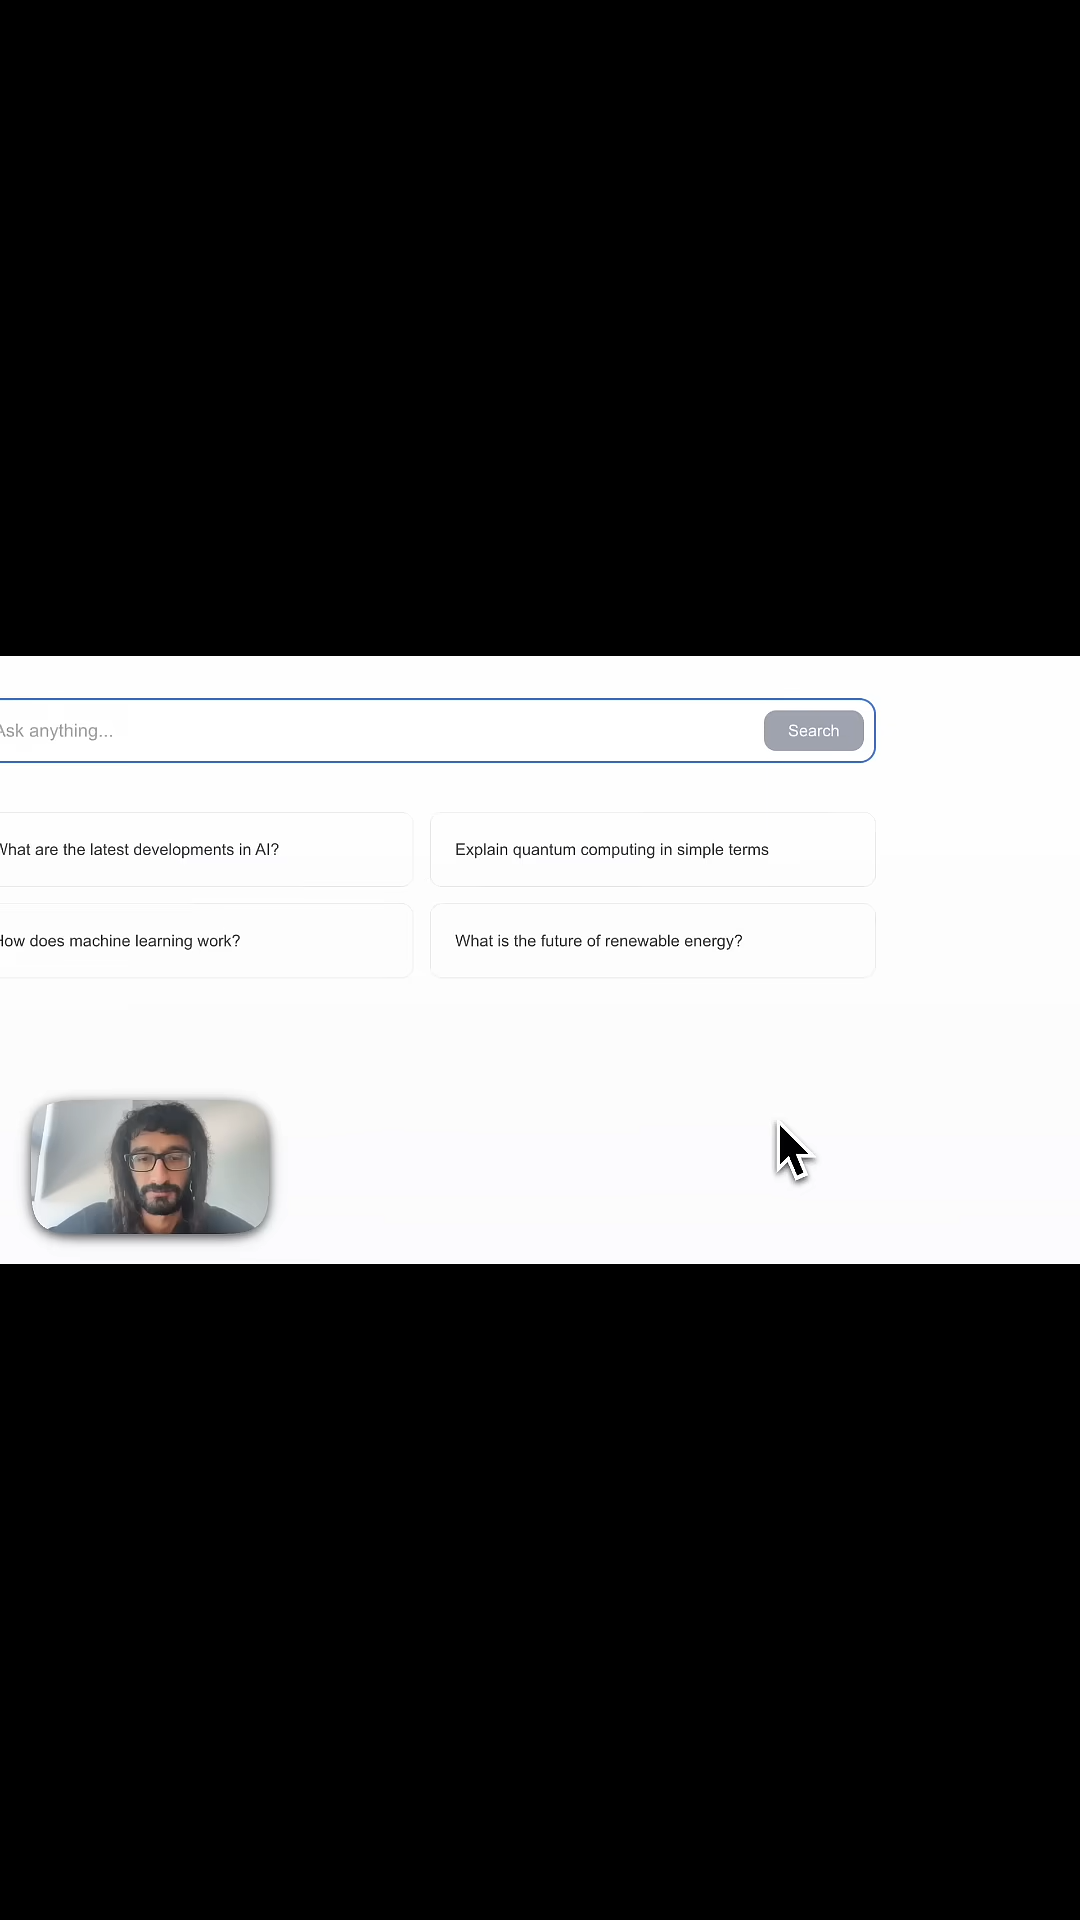 Ask anything...
Search
What are the latest developments in AI?
Explain quantum computing in simple terms
How does machine learning work?
What is the future of renewable energy?